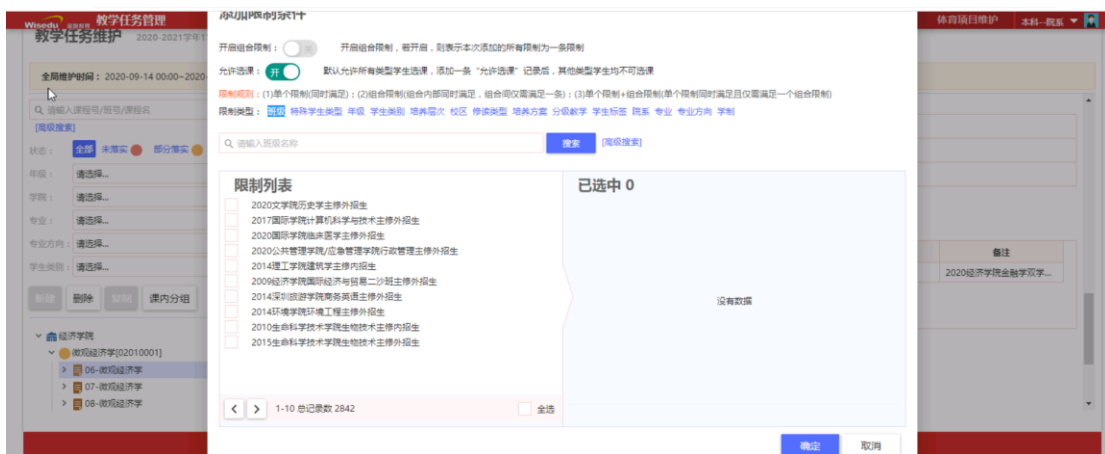 Wisedu 教学任务管理
体育项目维护 本科--院系
教学任务维护 2020-2021学年1
全局维护时间：2020-09-14 00:00~2020-
请输入课程号/班号/课程名
[高级搜索]
状态： 全部 未落实 部分落实
年级： 请选择...
学院： 请选择...
专业： 请选择...
专业方向： 请选择...
学生类别： 请选择...
新建 删除 复制 课内分组
经济学院
微观经济学[02010001]
06-微观经济学
07-微观经济学
08-微观经济学
添加限制条件
开启组合限制： 关 开启组合限制，若开启，则表示本次添加的所有限制为一条限制
允许选课： 开 默认允许所有类型学生选课，添加一条“允许选课”记录后，其他类型学生均不可选课
限制规则：(1)单个限制(同时满足)；(2)组合限制(组合内部同时满足，组合间仅需满足一条)；(3)单个限制+组合限制(单个限制同时满足且仅需满足一个组合限制)
限制类型： 班级 特殊学生类型 年级 学生类别 培养层次 校区 修读类型 培养方案 分级教学 学生标签 院系 专业 专业方向 学制
请输入班级名称 搜索 [高级搜索]
限制列表
2020文学院历史学主修外招生
2017国际学院计算机科学与技术主修外招生
2020国际学院临床医学主修外招生
2020公共管理学院/应急管理学院行政管理主修外招生
2014理工学院建筑学主修内招生
2009经济学院国际经济与贸易二沙班主修外招生
2014深圳旅游学院商务英语主修外招生
2014环境学院环境工程主修外招生
2010生命科学技术学院生物技术主修内招生
2015生命科学技术学院生物技术主修外招生
1-10 总记录数 2842 全选
已选中 0
没有数据
确定 取消
备注
2020经济学院金融学双学...